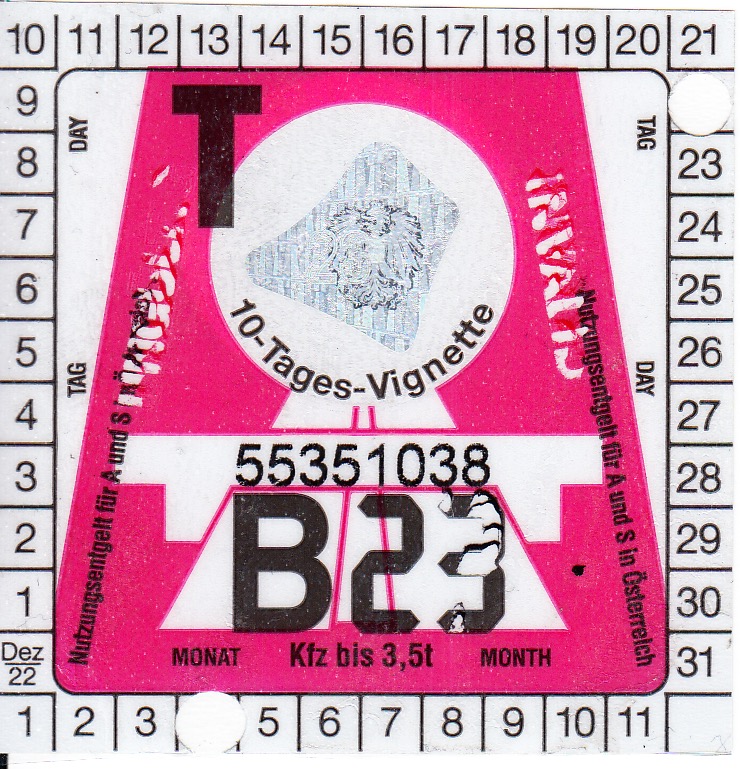 10 11 12 13 14 15 16 17 18 19 20 21
T
9
DAY
TAG
8 23
7 24
INVALID
6 25
10-Tages-Vignette
5 26
TAG
DAY
4 27
55351038
3 28
B23
2 29
Nutzungsentgelt für A und S
Nutzungsentgelt für A und S in Österreich
1 30
MONAT Kfz bis 3,5t MONTH
Dez
22
31
1 2 3 5 6 7 8 9 10 11